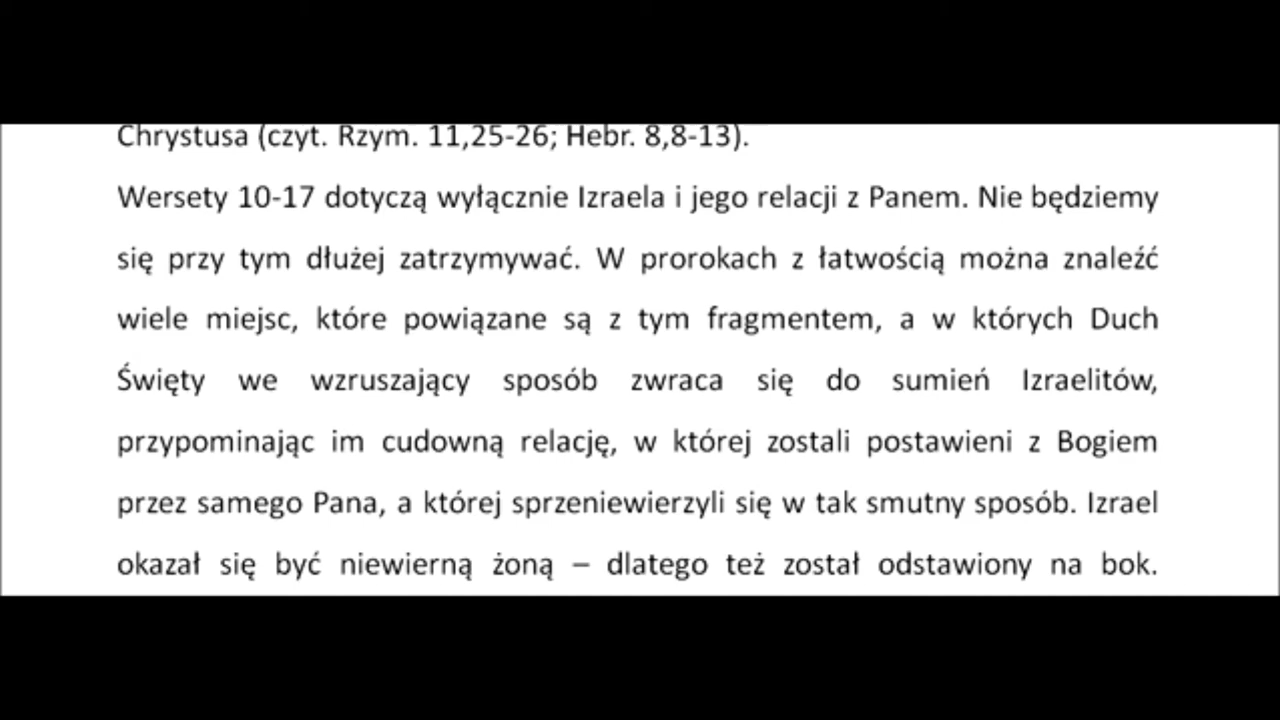 Chrystusa (czyt. Rzym. 11,25-26; Hebr. 8,8-13).
Wersety 10-17 dotyczą wyłącznie Izraela i jego relacji z Panem. Nie będziemy
się przy tym dłużej zatrzymywać. W prorokach z łatwością można znaleźć
wiele miejsc, które powiązane są z tym fragmentem, a w których Duch
Święty we wzruszający sposób zwraca się do sumień Izraelitów,
przypominając im cudowną relację, w której zostali postawieni z Bogiem
przez samego Pana, a której sprzeniewierzyli się w tak smutny sposób. Izrael
okazał się być niewierną żoną – dlatego też został odstawiony na bok.